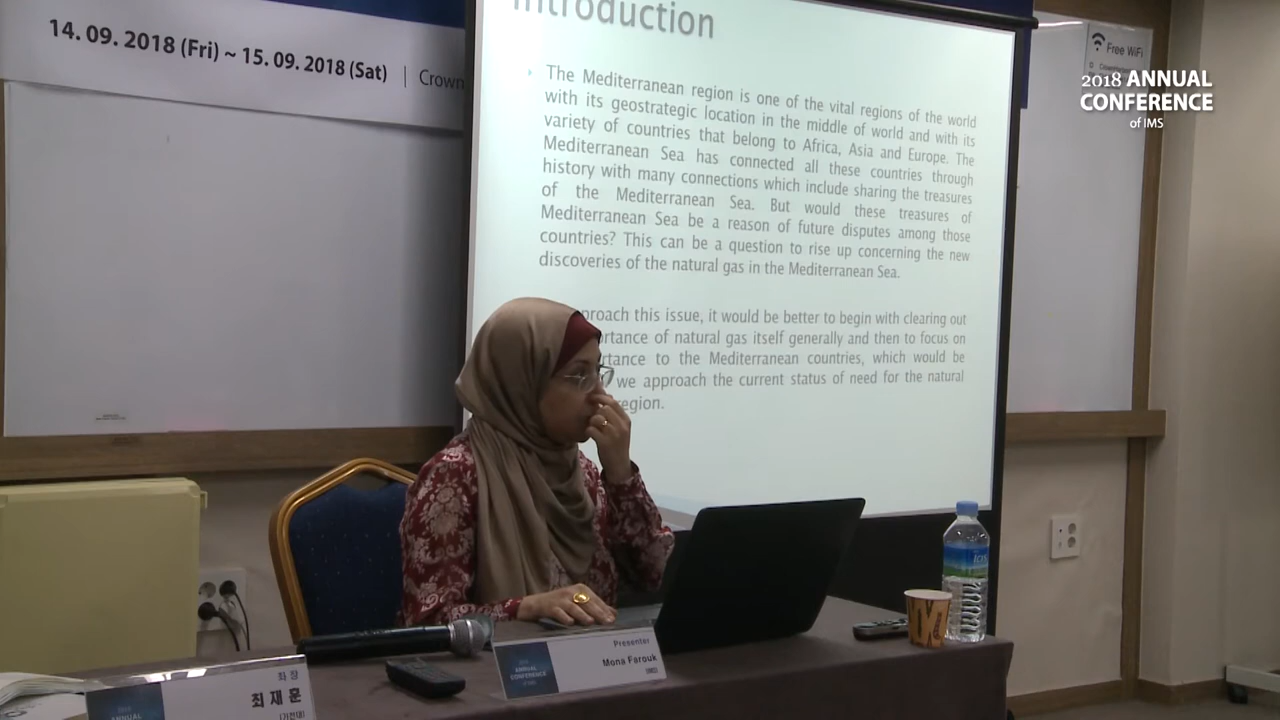 14. 09. 2018 (Fri) ~ 15. 09. 2018 (Sat) | Crown
Introduction
The Mediterranean region is one of the vital regions of the world
with its geostrategic location in the middle of world and with its
variety of countries that belong to Africa, Asia and Europe. The
Mediterranean Sea has connected all these countries through
history with many connections which include sharing the treasures
of the Mediterranean Sea. But would these treasures of
Mediterranean Sea be a reason of future disputes among those
countries? This can be a question to rise up concerning the new
discoveries of the natural gas in the Mediterranean Sea.
proach this issue, it would be better to begin with clearing out
ortance of natural gas itself generally and then to focus on
rtance to the Mediterranean countries, which would be
we approach the current status of need for the natural
region.
Free WiFi
2018 ANNUAL
CONFERENCE
of IMS
Presenter
Mona Farouk
ANNUAL
CONFERENCE
좌 장
최 재 훈
ANNUAL